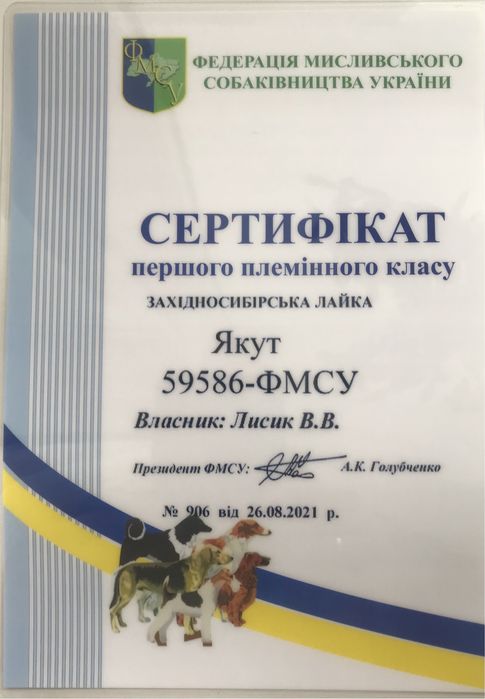 ФМСУ
ФЕДЕРАЦІЯ МИСЛИВСЬКОГО
СОБАКІВНИЦТВА УКРАЇНИ
СЕРТИФІКАТ
першого племінного класу
ЗАХІДНОСИБІРСЬКА ЛАЙКА
Якут
59586-ФМСУ
Власник: Лисик В.В.
Президент ФМСУ: А.К. Голубченко
№ 906 від 26.08.2021 р.